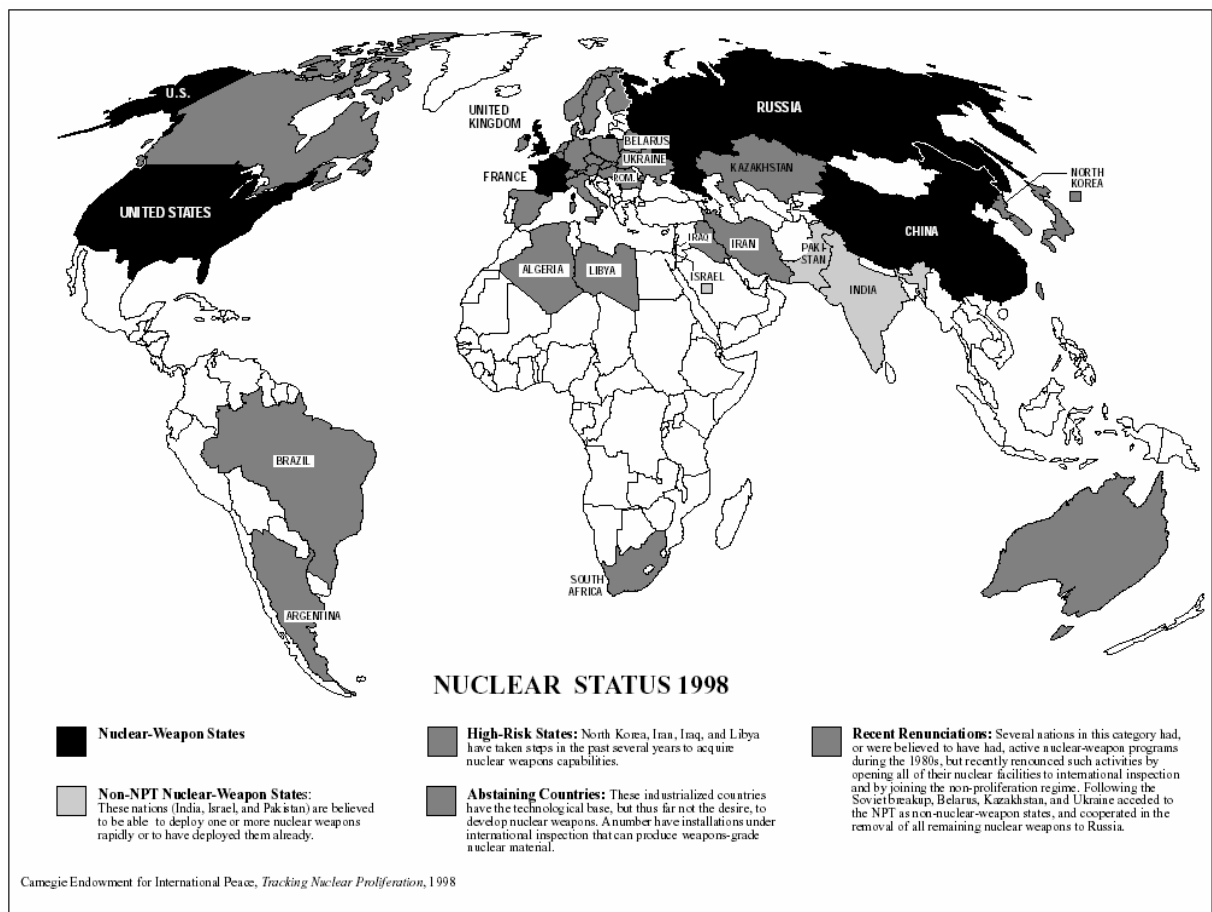 U.S.
UNITED STATES
UNITED
KINGDOM
FRANCE
BELARUS
UKRAINE
ROM.
RUSSIA
KAZAKHSTAN
NORTH
KOREA
CHINA
IRAQ
IRAN
PAKI
STAN
INDIA
ISRAEL
ALGERIA
LIBYA
BRAZIL
ARGENTINA
SOUTH
AFRICA
NUCLEAR STATUS 1998
Nuclear-Weapon States
Non-NPT Nuclear-Weapon States:
These nations (India, Israel, and Pakistan) are believed
to be able to deploy one or more nuclear weapons
rapidly or to have deployed them already.
High-Risk States: North Korea, Iran, Iraq, and Libya
have taken steps in the past several years to acquire
nuclear weapons capabilities.
Abstaining Countries: These industrialized countries
have the technological base, but thus far not the desire, to
develop nuclear weapons. A number have installations under
international inspection that can produce weapons-grade
nuclear material.
Recent Renunciations: Several nations in this category had,
or were believed to have had, active nuclear-weapon programs
during the 1980s, but recently renounced such activities by
opening all of their nuclear facilities to international inspection
and by joining the non-proliferation regime. Following the
Soviet breakup, Belarus, Kazakhstan, and Ukraine acceded to
the NPT as non-nuclear-weapon states, and cooperated in the
removal of all remaining nuclear weapons to Russia.
Carnegie Endowment for International Peace, Tracking Nuclear Proliferation, 1998